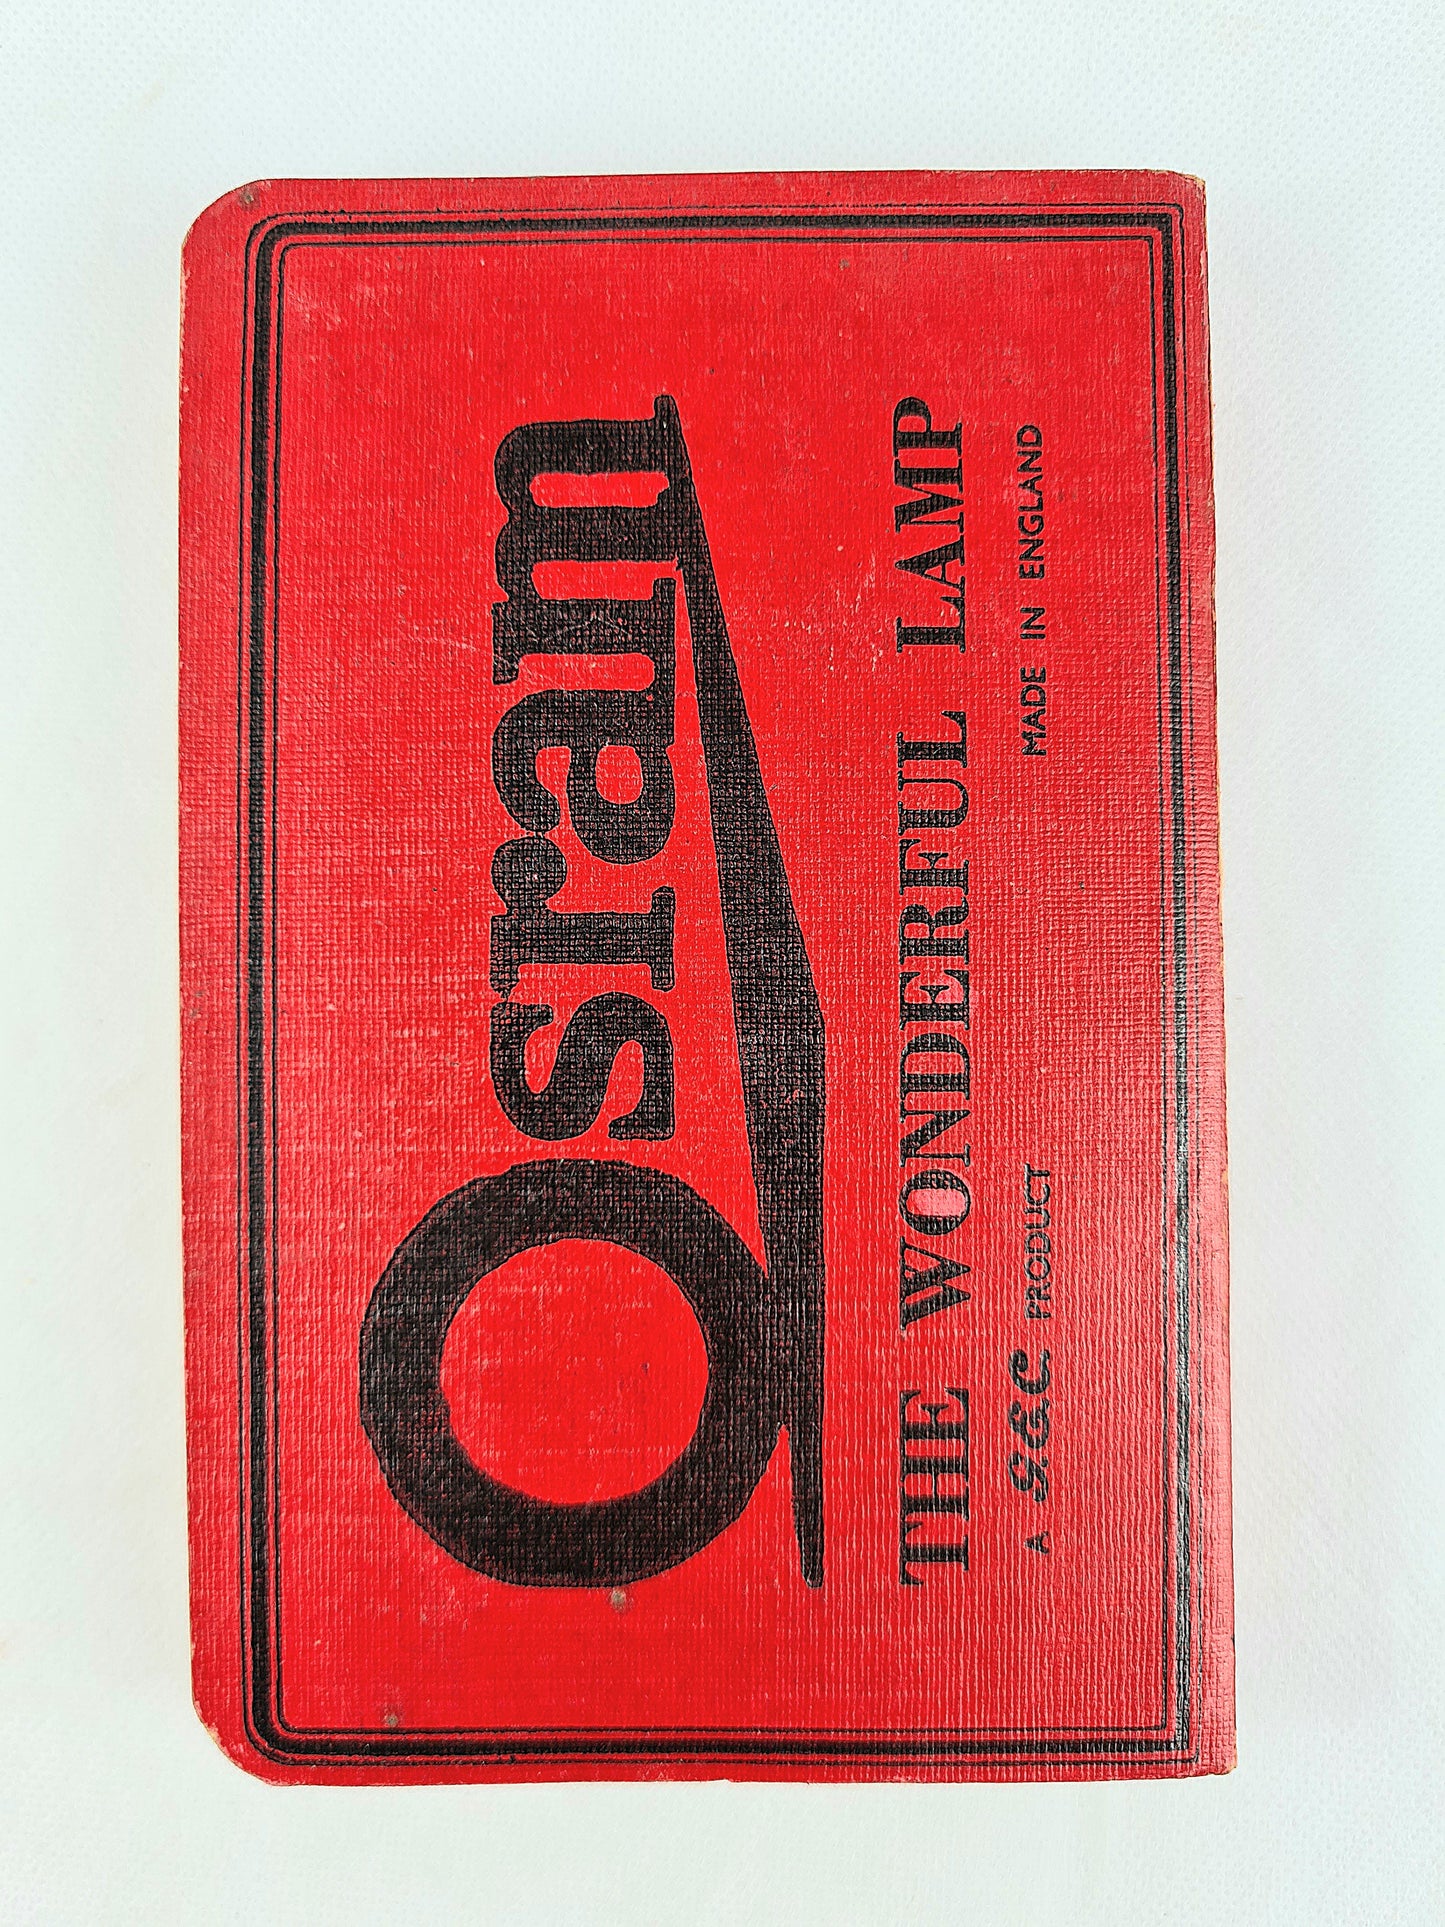 Osram
THE WONDERFUL LAMP
A G.E.C. PRODUCT MADE IN ENGLAND